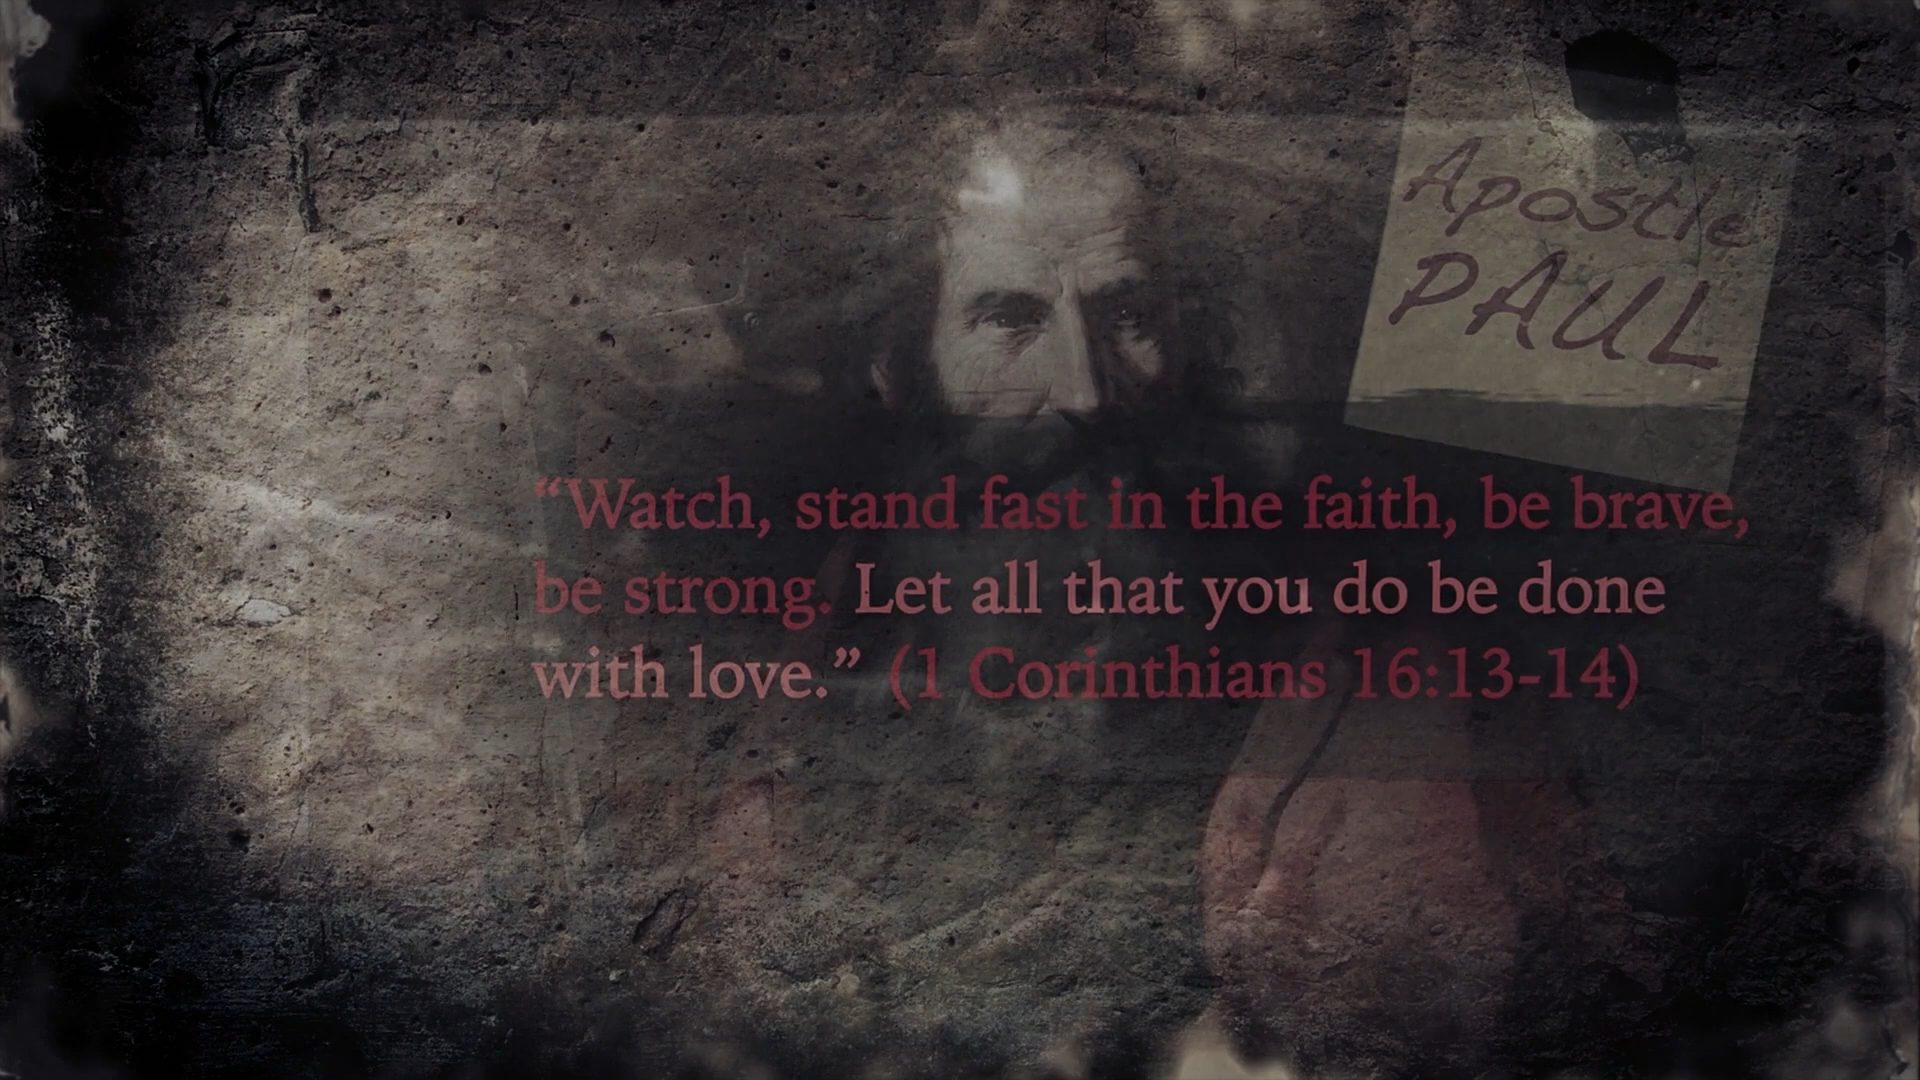 Apostle
PAUL
“Watch, stand fast in the faith, be brave,
be strong. Let all that you do be done
with love.” (1 Corinthians 16:13-14)